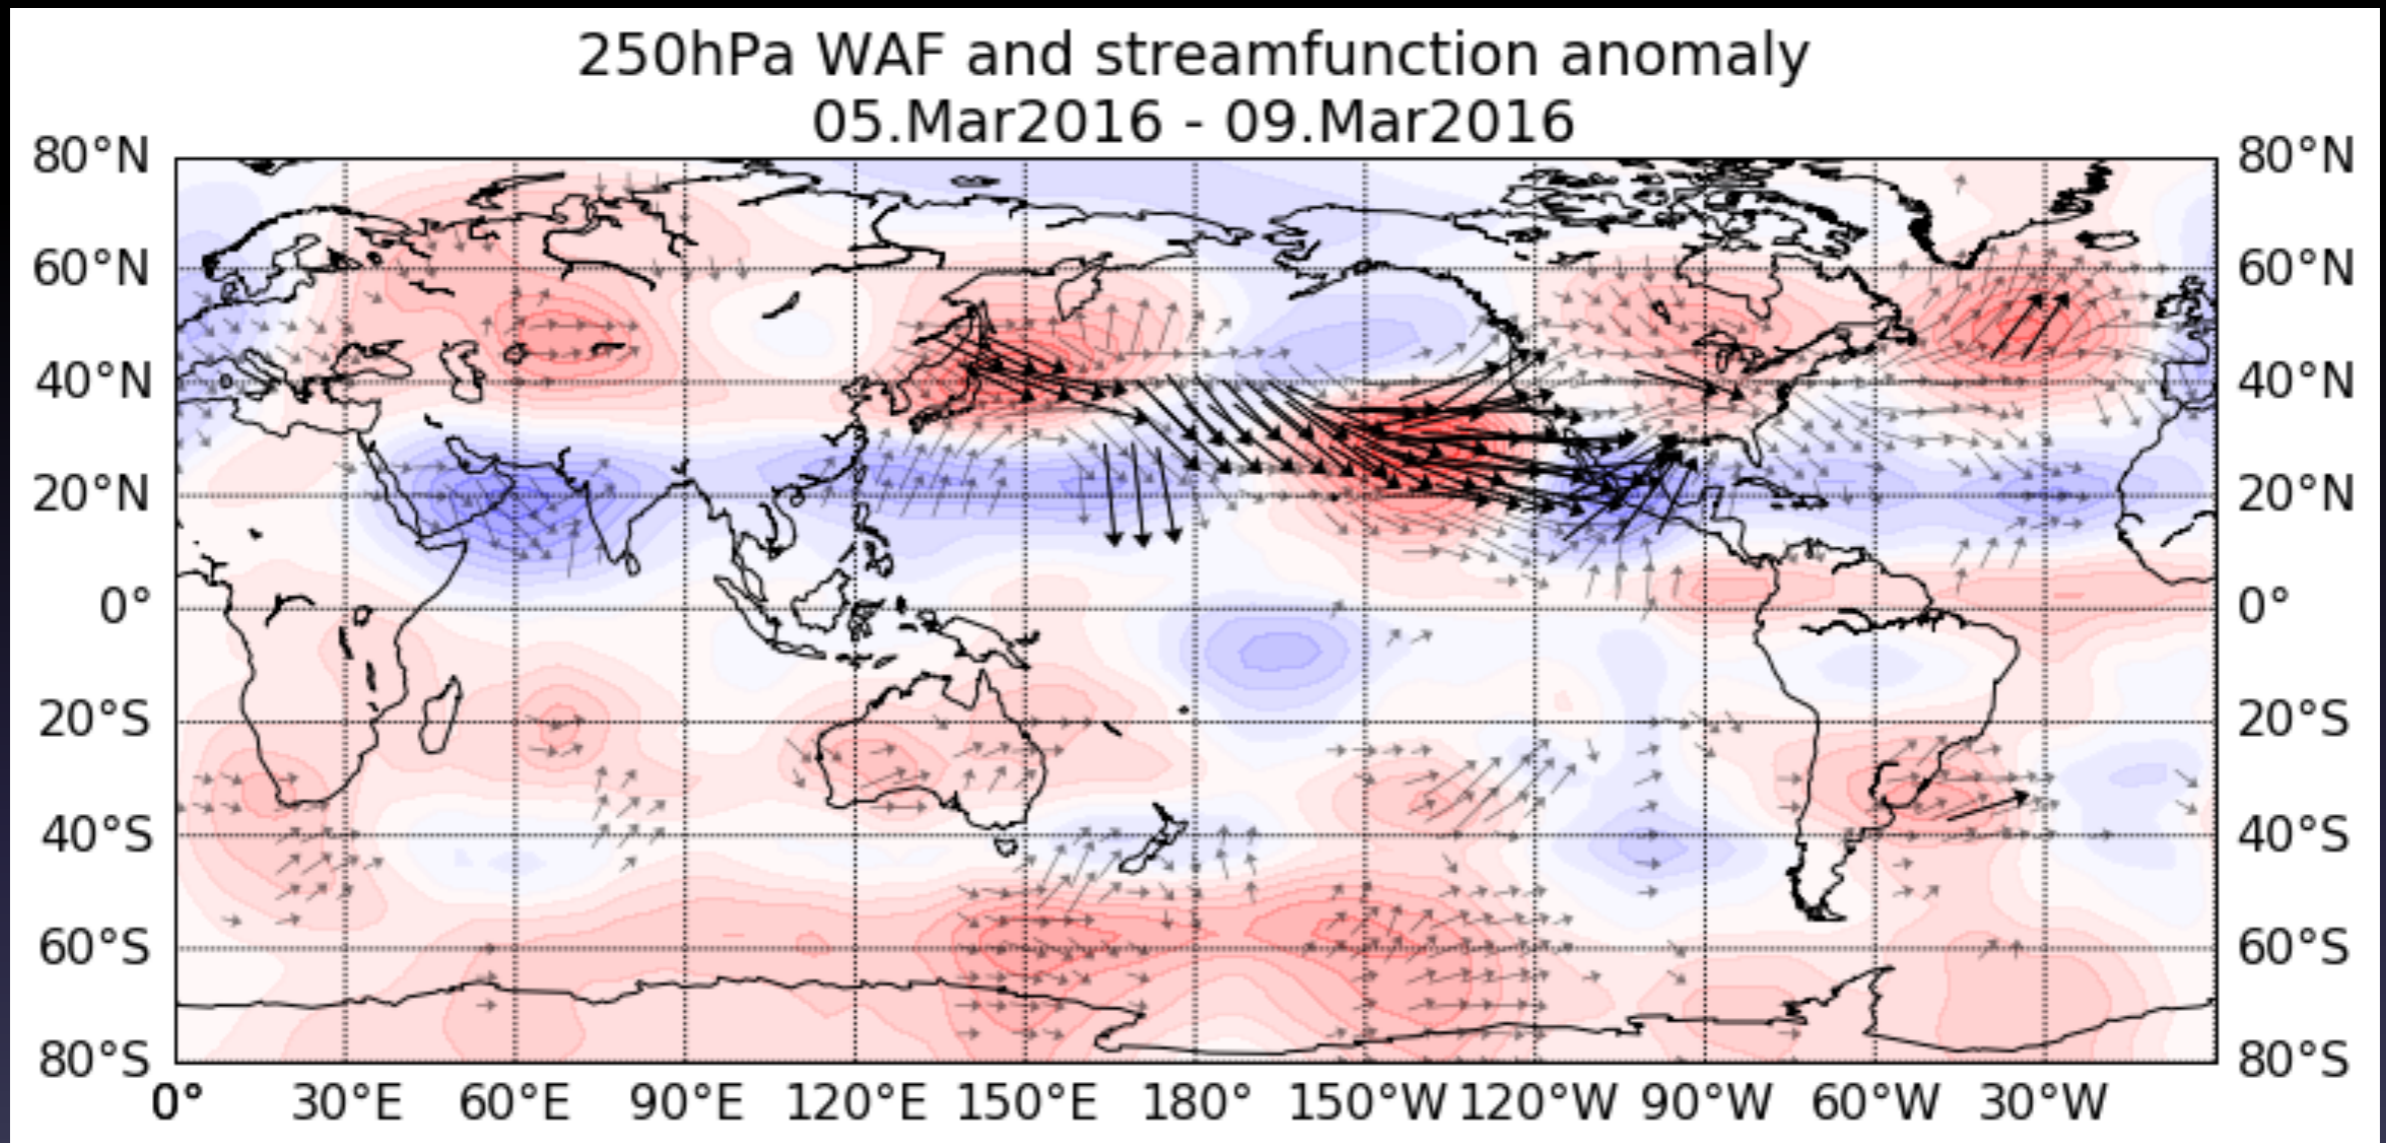 250hPa WAF and streamfunction anomaly
05.Mar2016 - 09.Mar2016
80°N 80°N
60°N 60°N
40°N 40°N
20°N 20°N
0° 0°
20°S 20°S
40°S 40°S
60°S 60°S
80°S 80°S
0° 30°E 60°E 90°E 120°E 150°E 180° 150°W 120°W 90°W 60°W 30°W